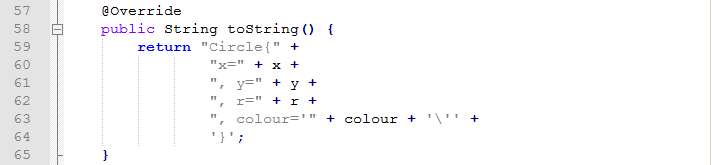 57 @Override
58 public String toString() {
59 return "Circle{" +
60 "x=" + x +
61 ", y=" + y +
62 ", r=" + r +
63 ", colour='" + colour + '\'' +
64 '}';
65 }